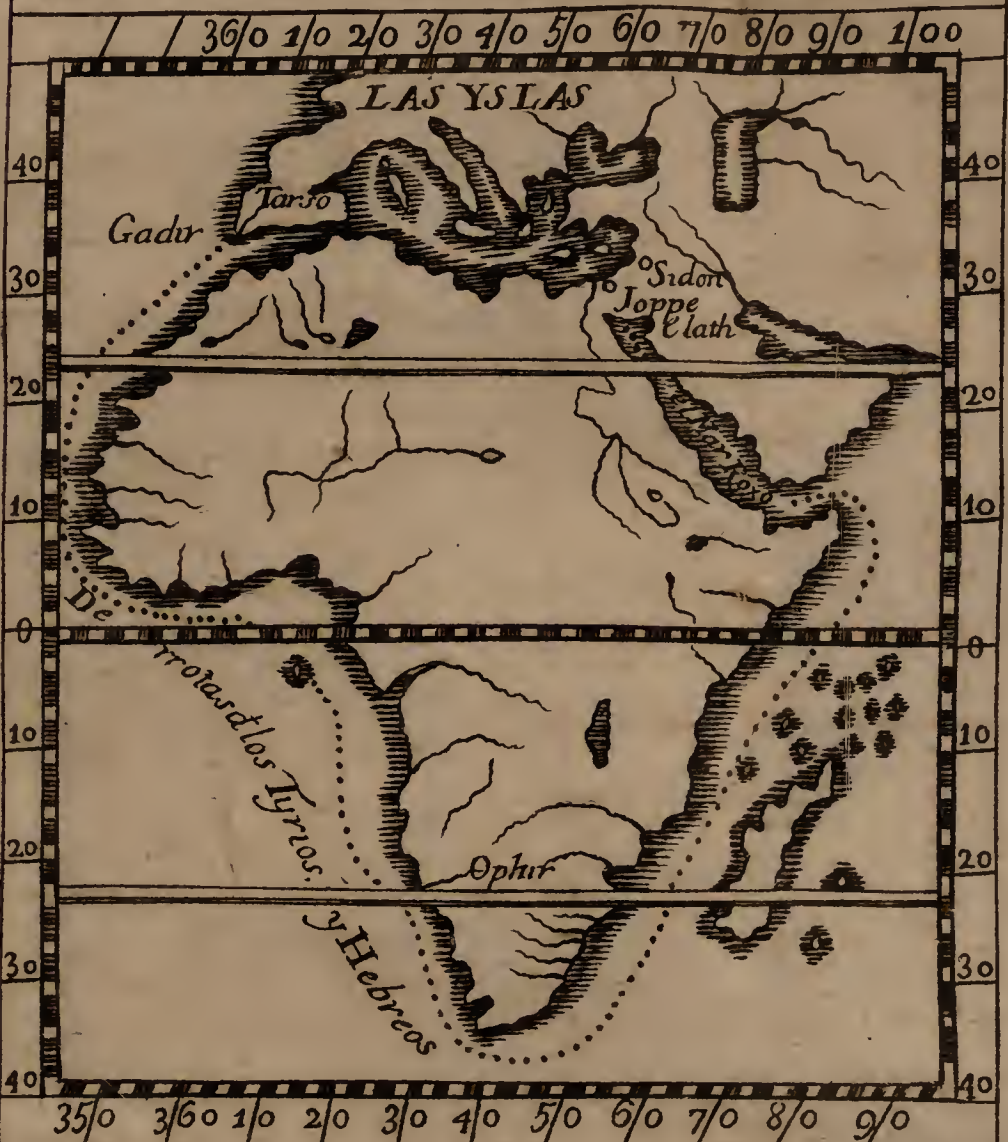 36/0 1/0 2/0 3/0 4/0 5/0 6/0 7/0 8/0 9/0 1/00
LAS YSLAS
40 40
Tarso
Gadir
30 30
Sidon
Joppe
Elath
20 20
Mar Roxo
10 10
De
0 0
rrotas dlos Tyrios.
10 10
20 20
Ophir
y Hebreos
30 30
40 40
35/0 3/60 1/0 2/0 3/0 4/0 5/0 6/0 7/0 8/0 9/0